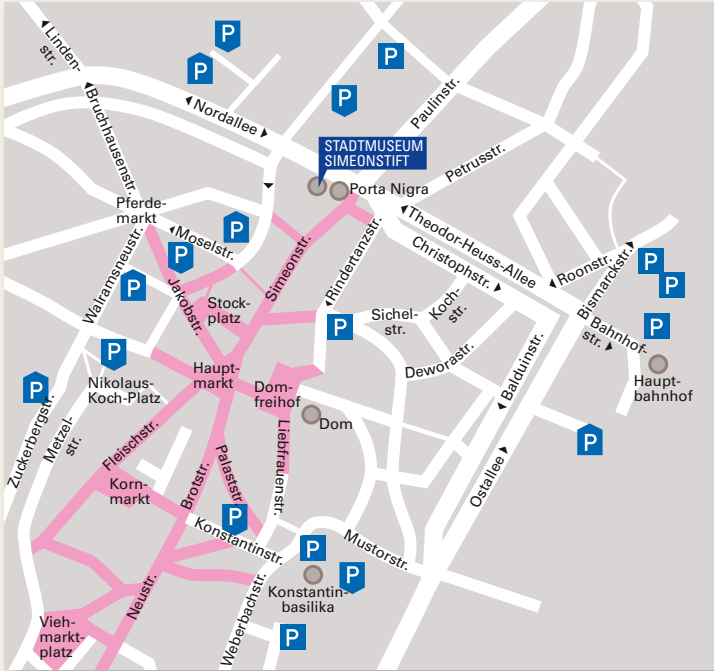 P
P
P
P
Linden-
str.
Bruchhausenstr.
Nordallee
Paulinstr.
STADTMUSEUM
SIMEONSTIFT
Petrusstr.
Porta Nigra
Pferde-
markt
Moselstr.
P
P
P
Walramsneustr.
Jakobstr.
Stock-
platz
Simeonstr.
Rindertanzstr.
Theodor-Heuss-Allee
Christophstr.
Roonstr.
Bismarckstr.
P
P
P
Bahnhof-
str.
Haupt-
bahnhof
P
Sichel-
str.
Koch-
str.
Deworastr.
Balduinstr.
P
P
Nikolaus-
Koch-Platz
Haupt-
markt
Dom-
freihof
Dom
Zuckerbergstr.
Metzel-
str.
Fleischstr.
Korn-
markt
Brotstr.
Palaststr.
Liebfrauenstr.
Ostallee
P
P
Konstantinstr.
P
Mustorstr.
P
Konstantin-
basilika
Neustr.
Weberbachstr.
P
Vieh-
markt-
platz